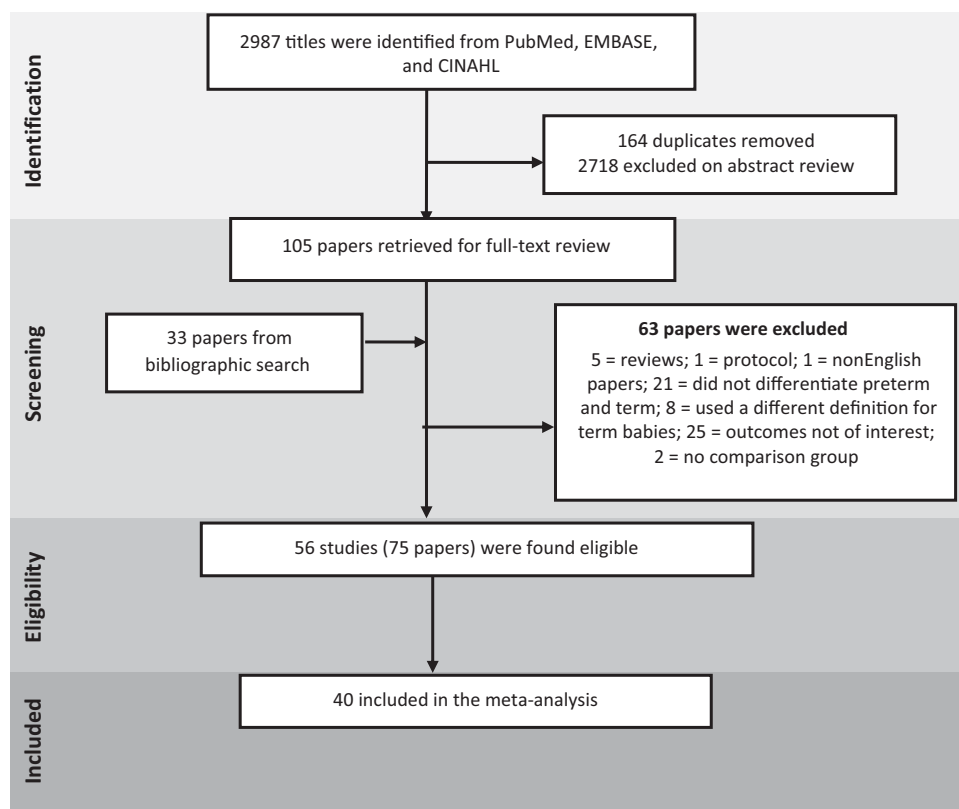 Identification
2987 titles were identified from PubMed, EMBASE,
and CINAHL
164 duplicates removed
2718 excluded on abstract review
Screening
105 papers retrieved for full-text review
33 papers from
bibliographic search
63 papers were excluded
5 = reviews; 1 = protocol; 1 = nonEnglish
papers; 21 = did not differentiate preterm
and term; 8 = used a different definition for
term babies; 25 = outcomes not of interest;
2 = no comparison group
Eligibility
56 studies (75 papers) were found eligible
Included
40 included in the meta-analysis